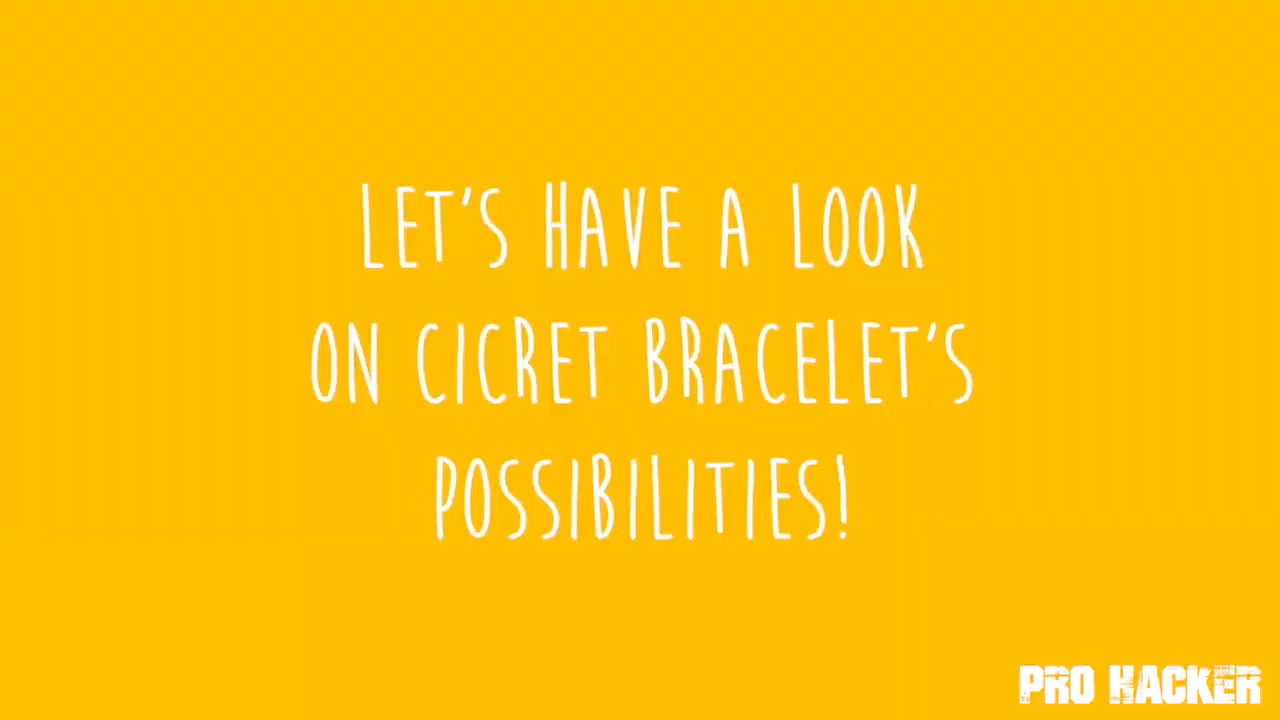 LET'S HAVE A LOOK
ON CICRET BRACELET'S
POSSIBILITIES!
PRO HACKER